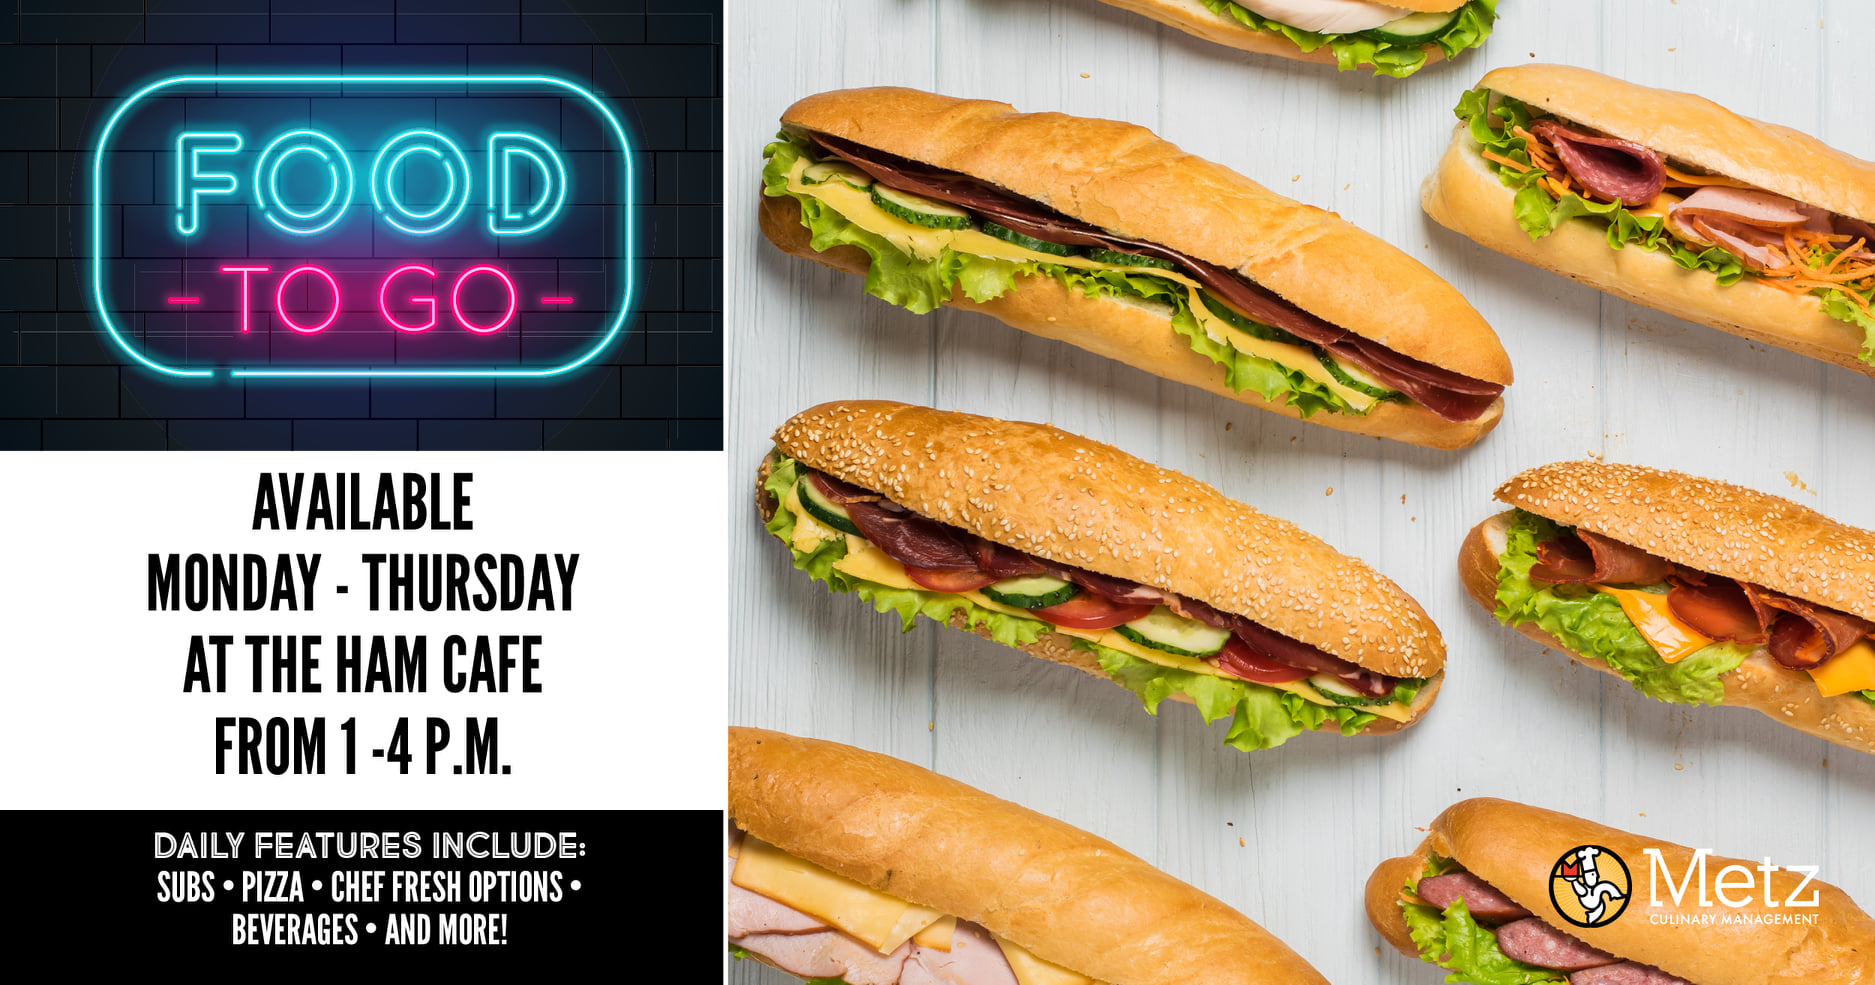 FOOD
-TO GO-
AVAILABLE
MONDAY - THURSDAY
AT THE HAM CAFE
FROM 1 -4 P.M.
DAILY FEATURES INCLUDE:
SUBS • PIZZA • CHEF FRESH OPTIONS •
BEVERAGES • AND MORE!
Metz
CULINARY MANAGEMENT